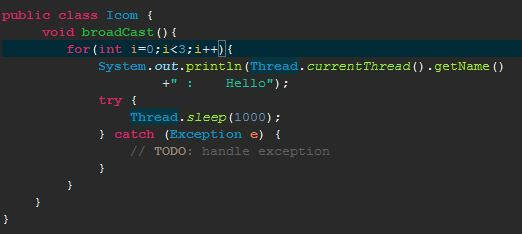 public class Icom {
void broadCast(){
for(int i=0;i<3;i++){
System.out.println(Thread.currentThread().getName()
+" :    Hello");
try {
Thread.sleep(1000);
} catch (Exception e) {
// TODO: handle exception
}
}
}
}